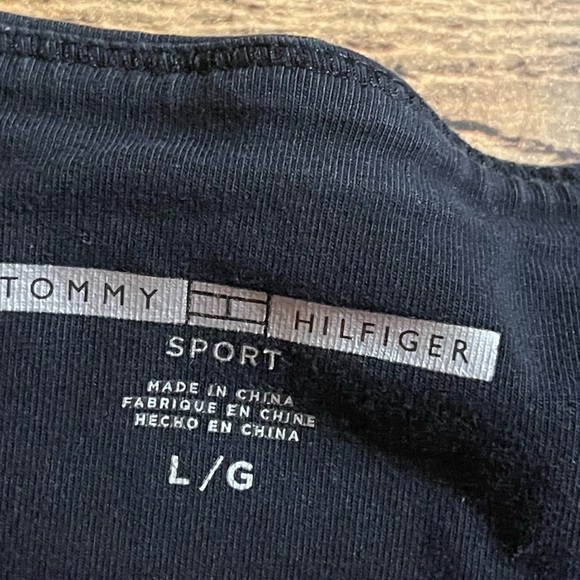 TOMMY HILFIGER
SPORT
MADE IN CHINA
FABRIQUE EN CHINE
HECHO EN CHINA
L/G